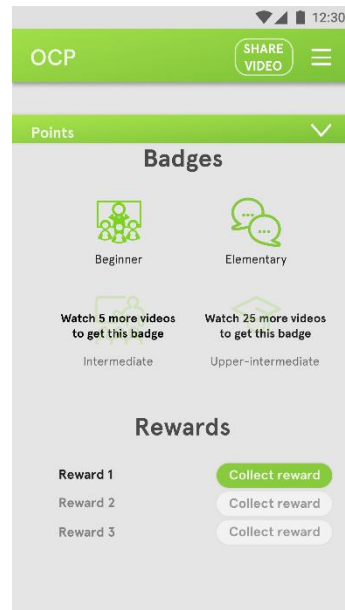 12:30
OCP
SHARE
VIDEO
Points
Badges
Beginner
Elementary
Watch 5 more videos
to get this badge
Watch 25 more videos
to get this badge
Intermediate
Upper-intermediate
Rewards
Reward 1
Collect reward
Reward 2
Collect reward
Reward 3
Collect reward